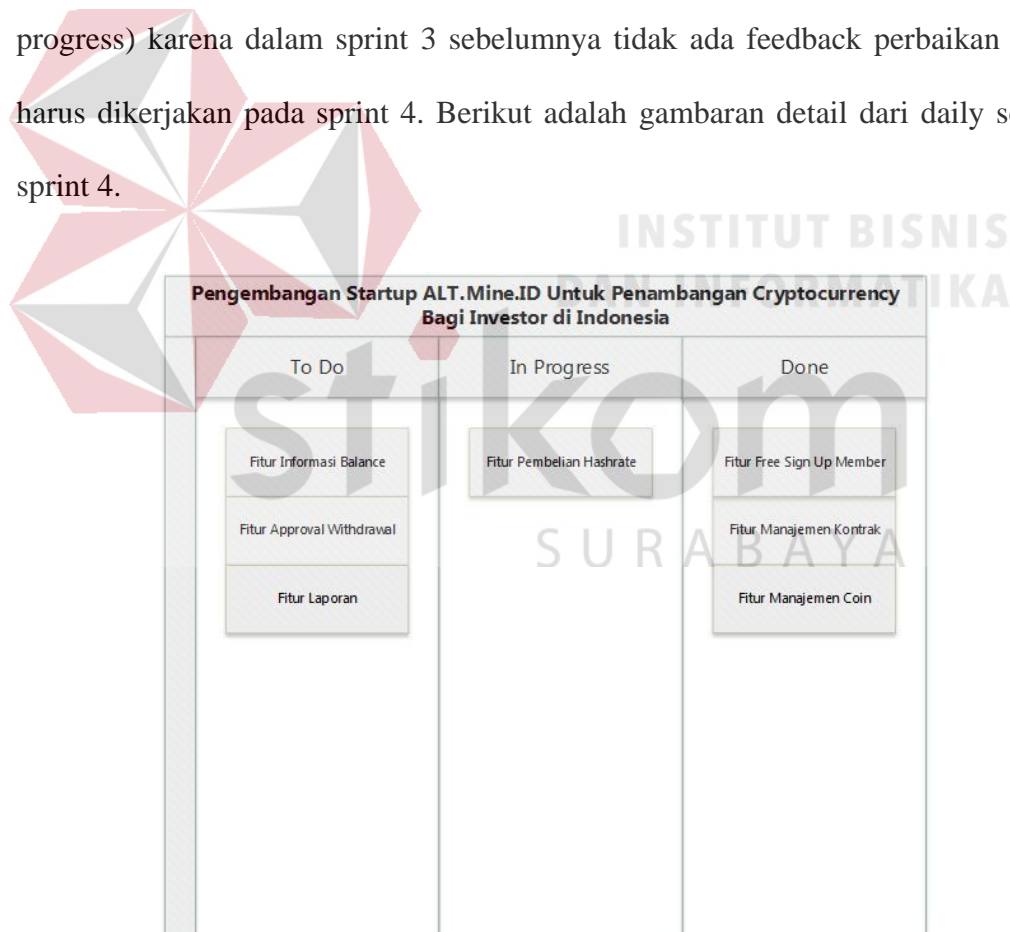 progress) karena dalam sprint 3 sebelumnya tidak ada feedback perbaikan
harus dikerjakan pada sprint 4. Berikut adalah gambaran detail dari daily
sprint 4.
INSTITUT BISNIS
DAN INFORMATIKA
stikom
SURABAYA
Pengembangan Startup ALT.Mine.ID Untuk Penambangan Cryptocurrency
Bagi Investor di Indonesia
To Do
In Progress
Done
Fitur Informasi Balance
Fitur Approval Withdrawal
Fitur Laporan
Fitur Pembelian Hashrate
Fitur Free Sign Up Member
Fitur Manajemen Kontrak
Fitur Manajemen Coin